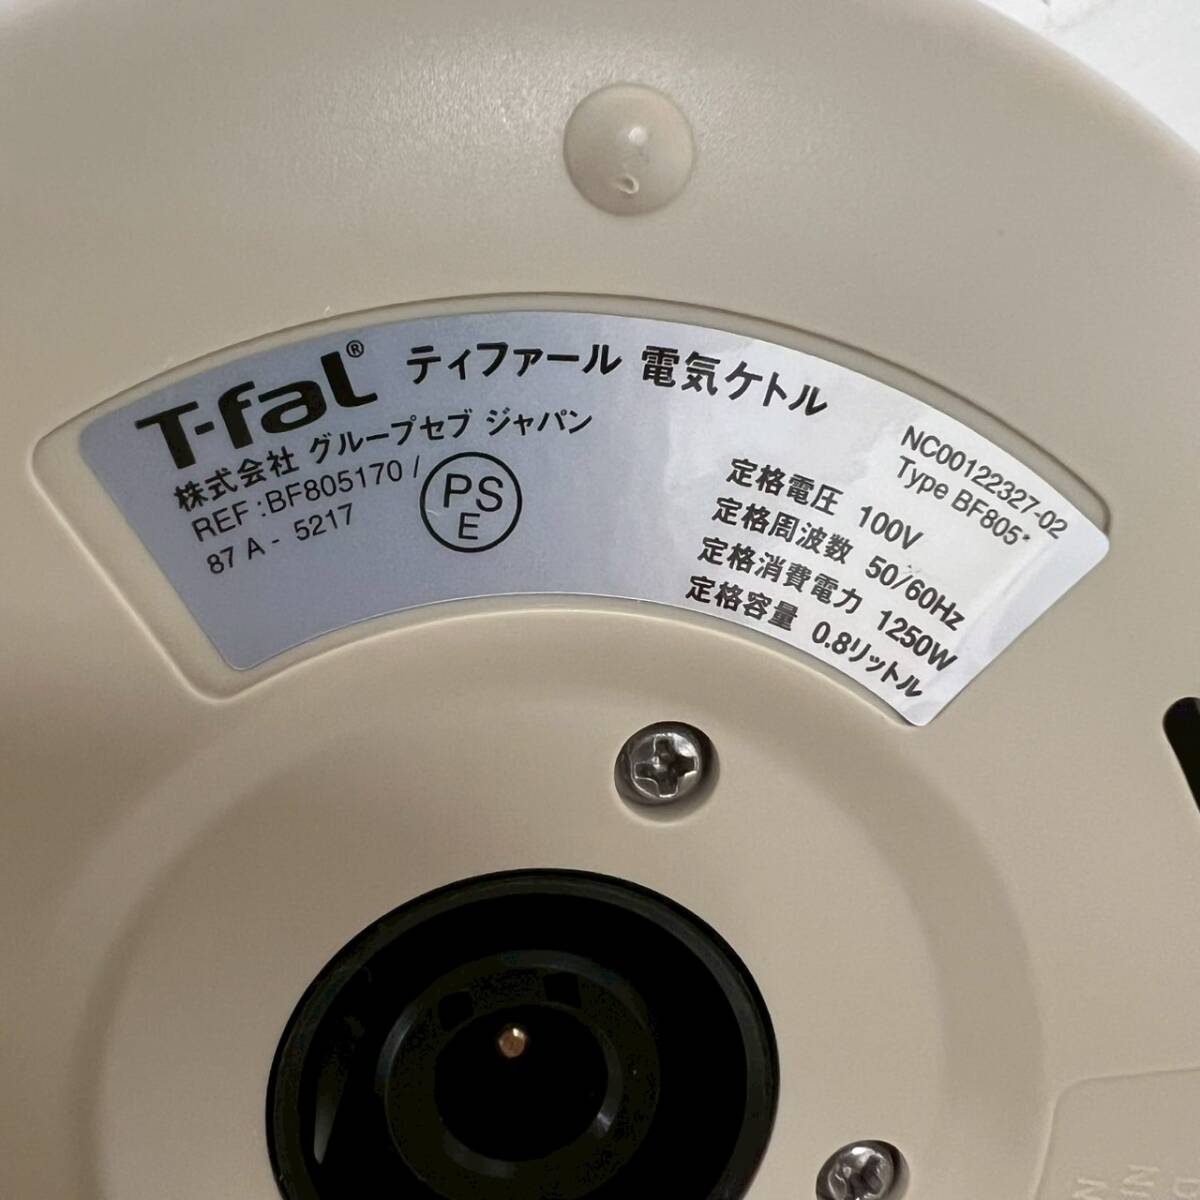 T-faL® ティファール 電気ケトル
株式会社 グループセブ ジャパン
REF : BF805170 /
87 A - 5217
PS
E
NC00122327-02
Type BF805*
定格電圧 100V
定格周波数 50/60Hz
定格消費電力 1250W
定格容量 0.8リットル